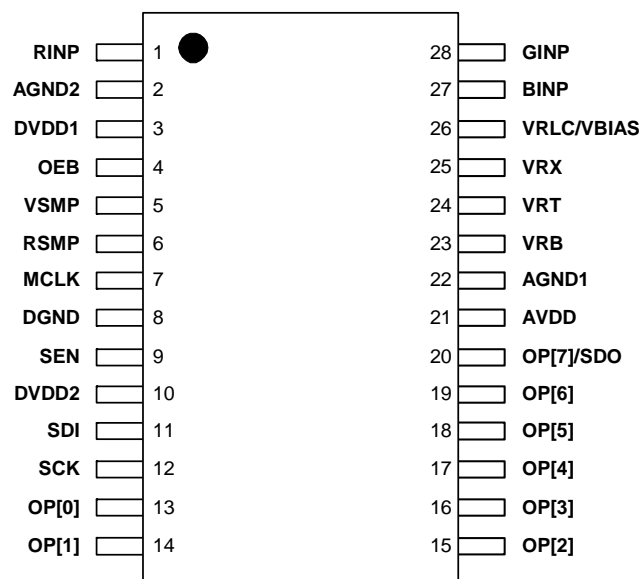 RINP 1 28 GINP
AGND2 2 27 BINP
DVDD1 3 26 VRLC/VBIAS
OEB 4 25 VRX
VSMP 5 24 VRT
RSMP 6 23 VRB
MCLK 7 22 AGND1
DGND 8 21 AVDD
SEN 9 20 OP[7]/SDO
DVDD2 10 19 OP[6]
SDI 11 18 OP[5]
SCK 12 17 OP[4]
OP[0] 13 16 OP[3]
OP[1] 14 15 OP[2]